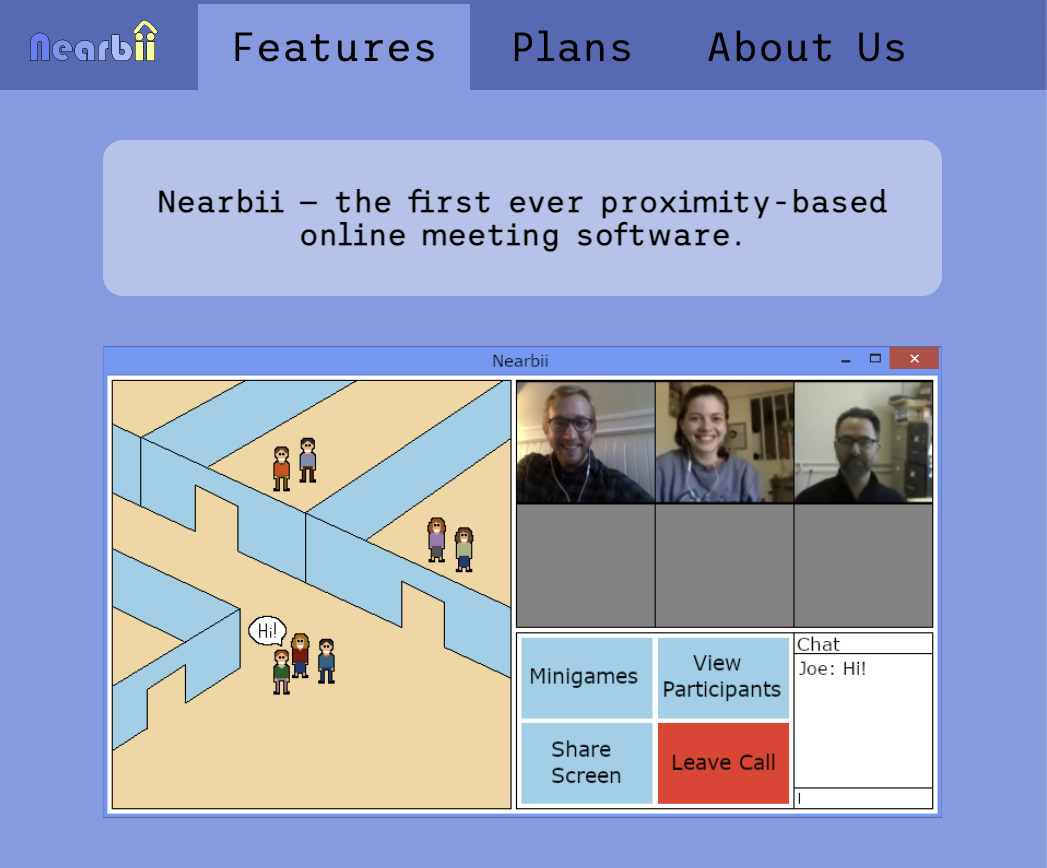 Nearbii
Features
Plans
About Us
Nearbii — the first ever proximity-based
online meeting software.
Nearbii
Hi!
Minigames
View
Participants
Share
Screen
Leave Call
Chat
Joe: Hi!